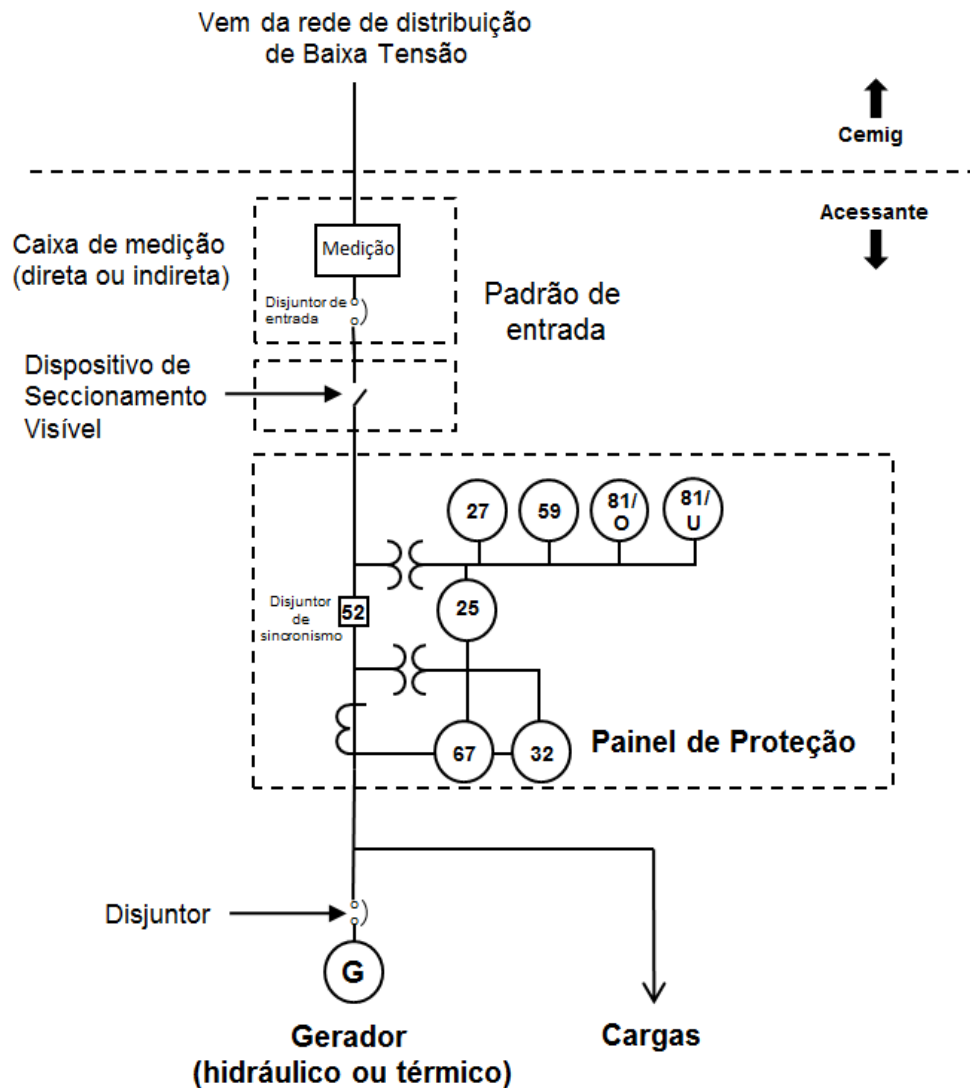 Vem da rede de distribuição
de Baixa Tensão
Cemig
Acessante
Caixa de medição
(direta ou indireta)
Medição
Disjuntor de
entrada
Padrão de
entrada
Dispositivo de
Seccionamento
Visível
27
59
81/
O
81/
U
Disjuntor
de
sincronismo
52
25
67
32
Painel de Proteção
Disjuntor
G
Gerador
(hidráulico ou térmico)
Cargas